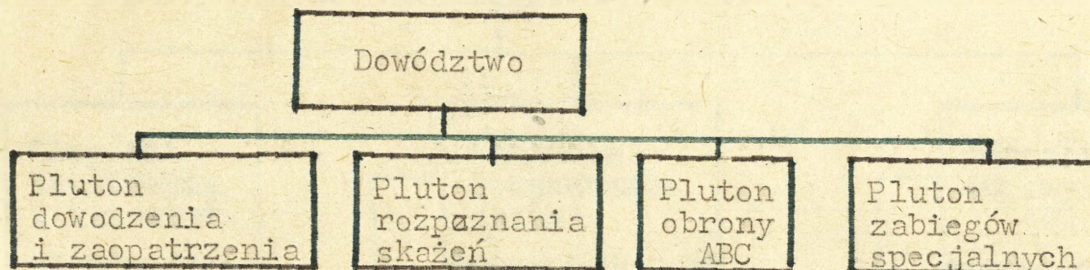 Dowództwo
Pluton
dowodzenia
i zaopatrzenia
Pluton
rozpoznania
skażeń
Pluton
obrony
ABC
Pluton
zabiegów
specjalnych